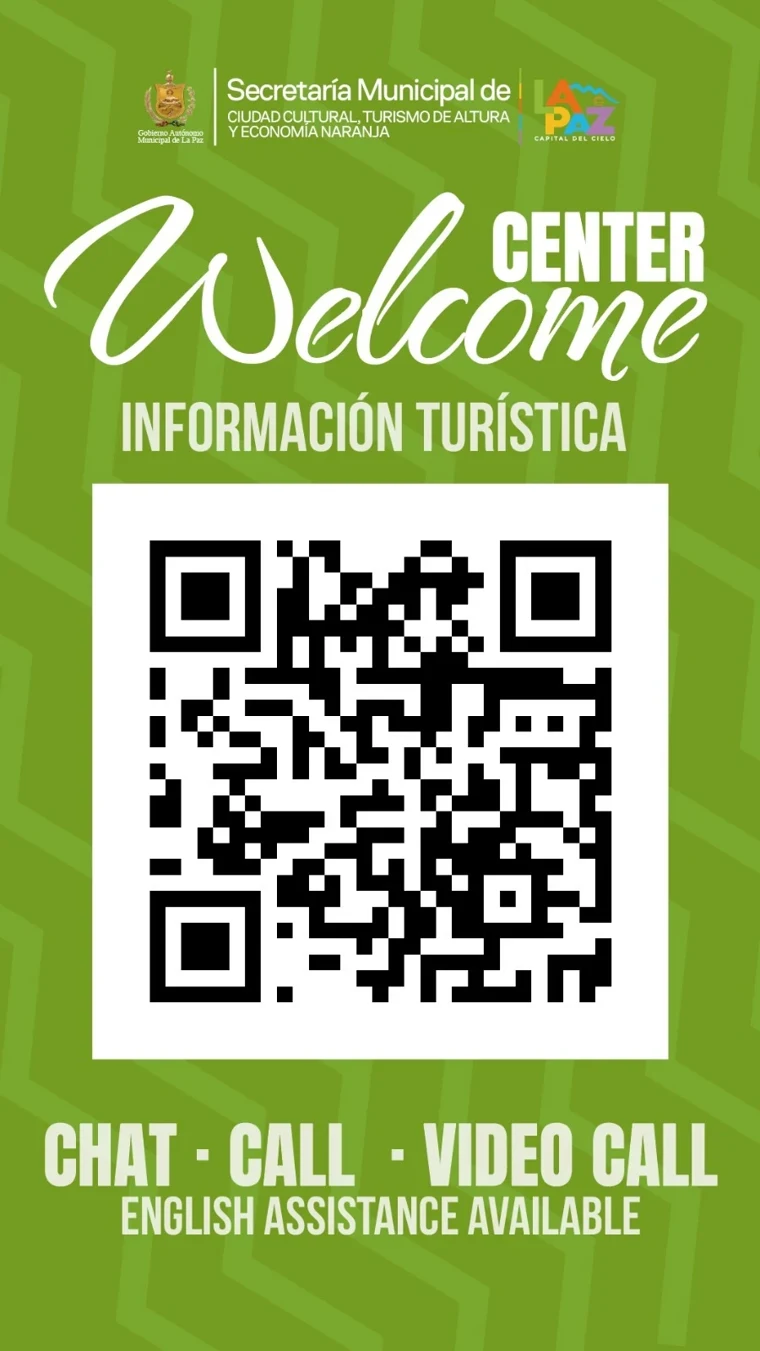 Gobierno Autónomo
Municipal de La Paz
Secretaría Municipal de
CIUDAD CULTURAL, TURISMO DE ALTURA
Y ECONOMÍA NARANJA
LA
PAZ
CAPITAL DEL CIELO
Welcome
CENTER
INFORMACIÓN TURÍSTICA
CHAT · CALL · VIDEO CALL
ENGLISH ASSISTANCE AVAILABLE